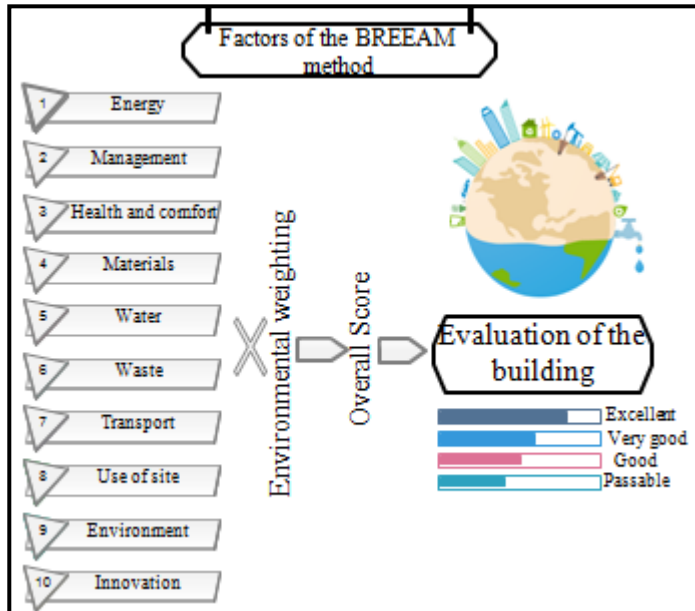 Factors of the BREEAM
method
1 Energy
2 Management
3 Health and comfort
4 Materials
5 Water
6 Waste
7 Transport
8 Use of site
9 Environment
10 Innovation
Environmental weighting
Overall Score
Evaluation of the
building
Excellent
Very good
Good
Passable